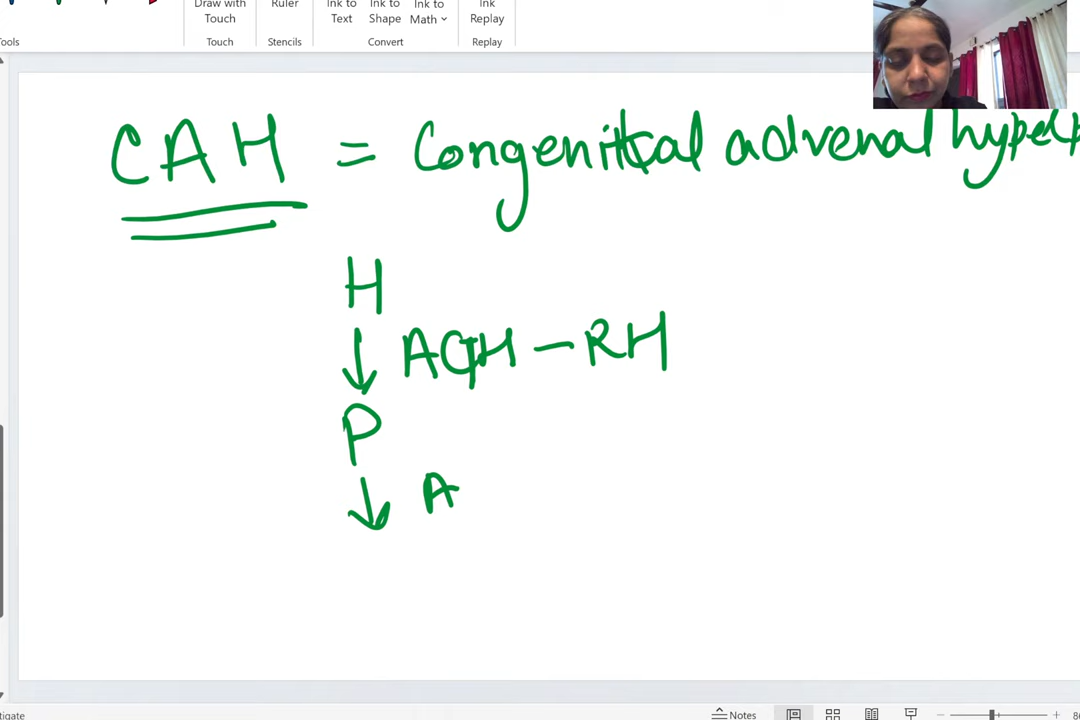 Draw with Touch
Ruler
Ink to Text
Ink to Shape
Ink to Math
Ink Replay
Tools
Touch
Stencils
Convert
Replay
CAH = Congenital adrenal hyper
H
↓ ACTH - RH
P
↓ A
tigate
Notes